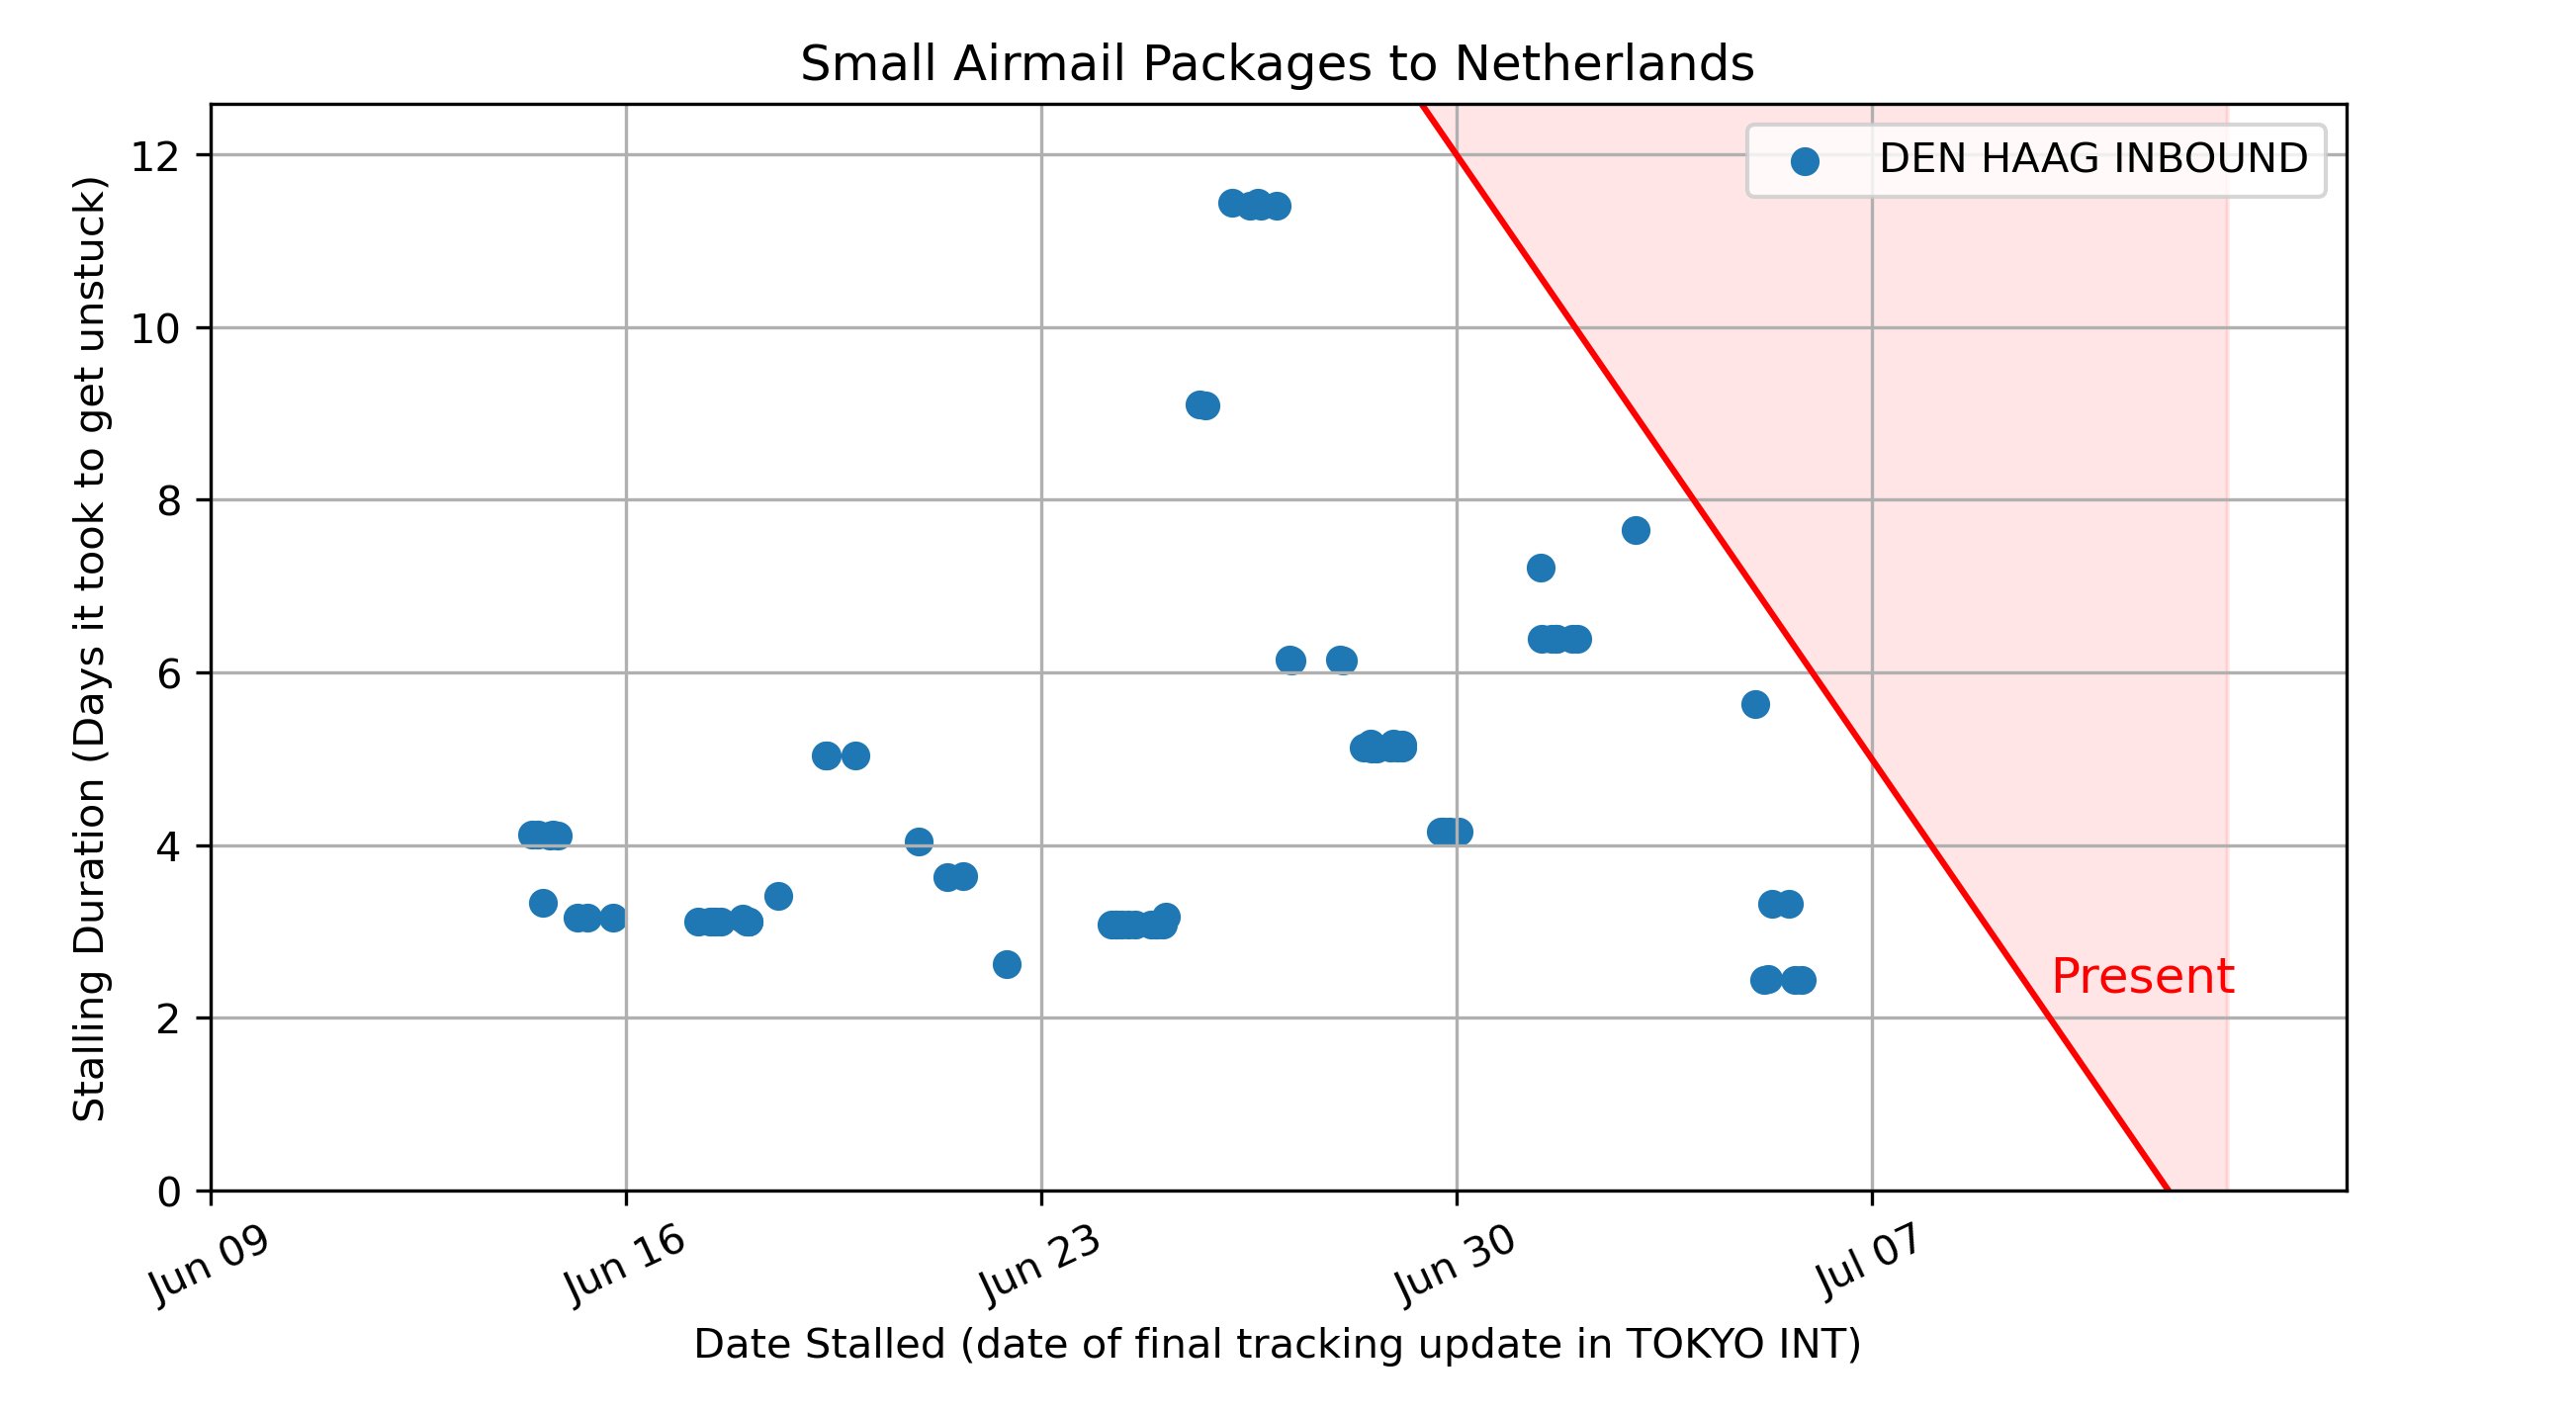 Small Airmail Packages to Netherlands
DEN HAAG INBOUND
Stalling Duration (Days it took to get unstuck)
12
10
8
6
4
2
0
Present
Jun 09
Jun 16
Jun 23
Jun 30
Jul 07
Date Stalled (date of final tracking update in TOKYO INT)